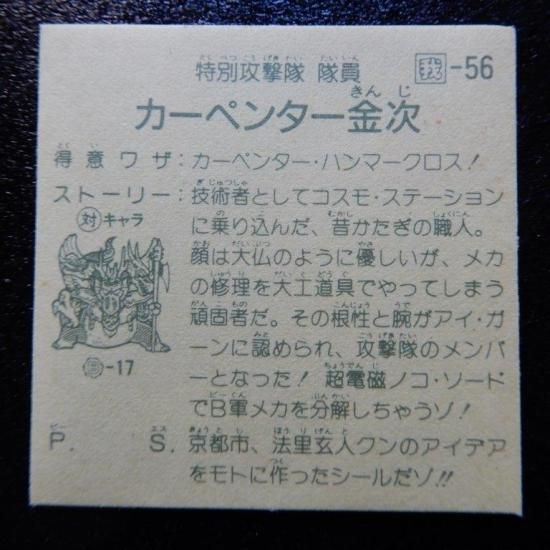 特別攻撃隊 隊員 -56
カーペンター金次
得意ワザ:カーペンター・ハンマークロス!
ストーリー:技術者としてコスモ・ステーション
に乗り込んだ、昔かたぎの職人。
対 キャラ
顔は大仏のように優しいが、メカ
の修理を大工道具でやってしまう
頑固者だ。その根性と腕がアイ・ガ
ーンに認められ、攻撃隊のメンバ
-17
ーとなった! 超電磁ノコ・ソード
でB軍メカを分解しちゃうゾ!
P. S. 京都市、法里玄人クンのアイデア
をモトに作ったシールだゾ!!